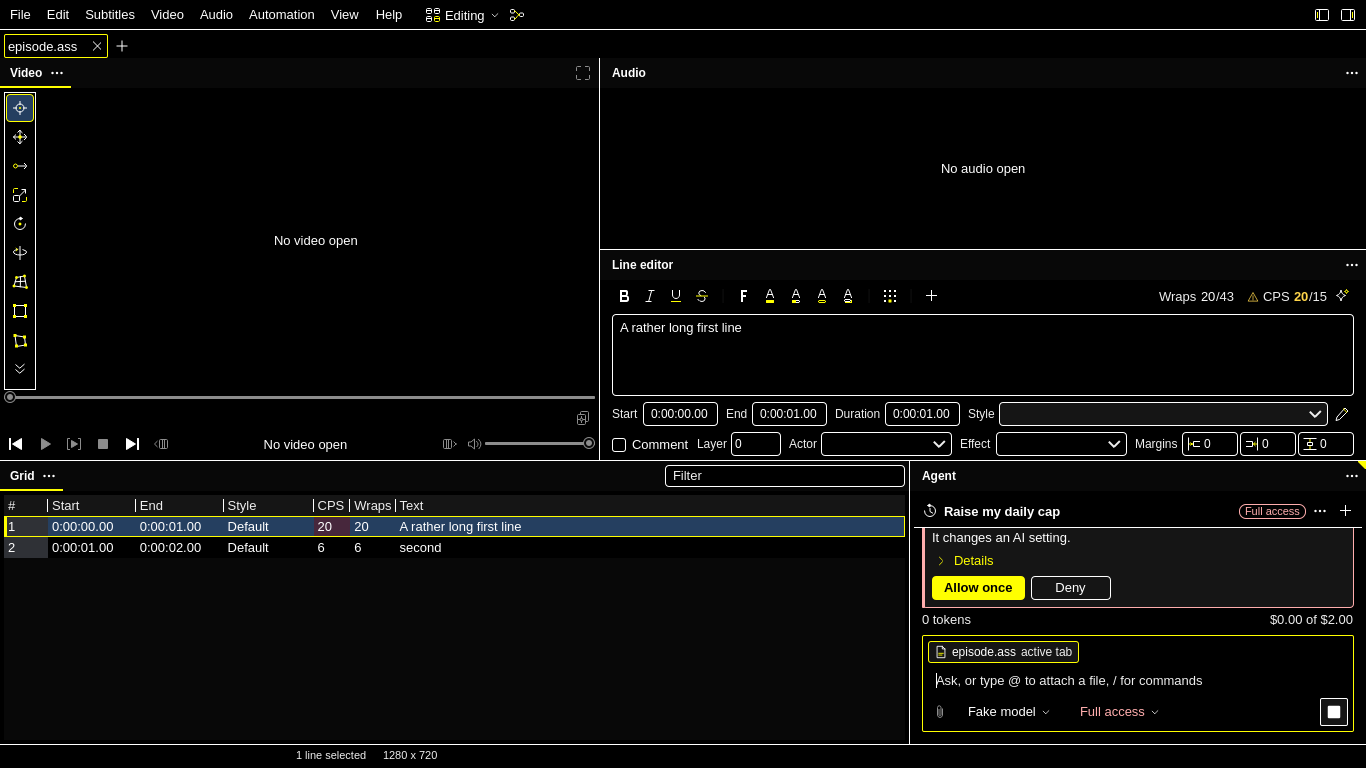 File Edit Subtitles Video Audio Automation View Help Editing
episode.ass
Video
No video open
No video open
Audio
No audio open
Line editor
B I U S F A A A A Wraps 20/43 CPS 20/15
A rather long first line
Start 0:00:00.00 End 0:00:01.00 Duration 0:00:01.00 Style
Comment Layer 0 Actor Effect Margins 0 0 0
Grid Filter
# Start End Style CPS Wraps Text
1 0:00:00.00 0:00:01.00 Default 20 20 A rather long first line
2 0:00:01.00 0:00:02.00 Default 6 6 second
Agent
Raise my daily cap Full access
It changes an AI setting.
Details
Allow once Deny
0 tokens $0.00 of $2.00
episode.ass active tab
Ask, or type @ to attach a file, / for commands
Fake model Full access
1 line selected 1280 x 720